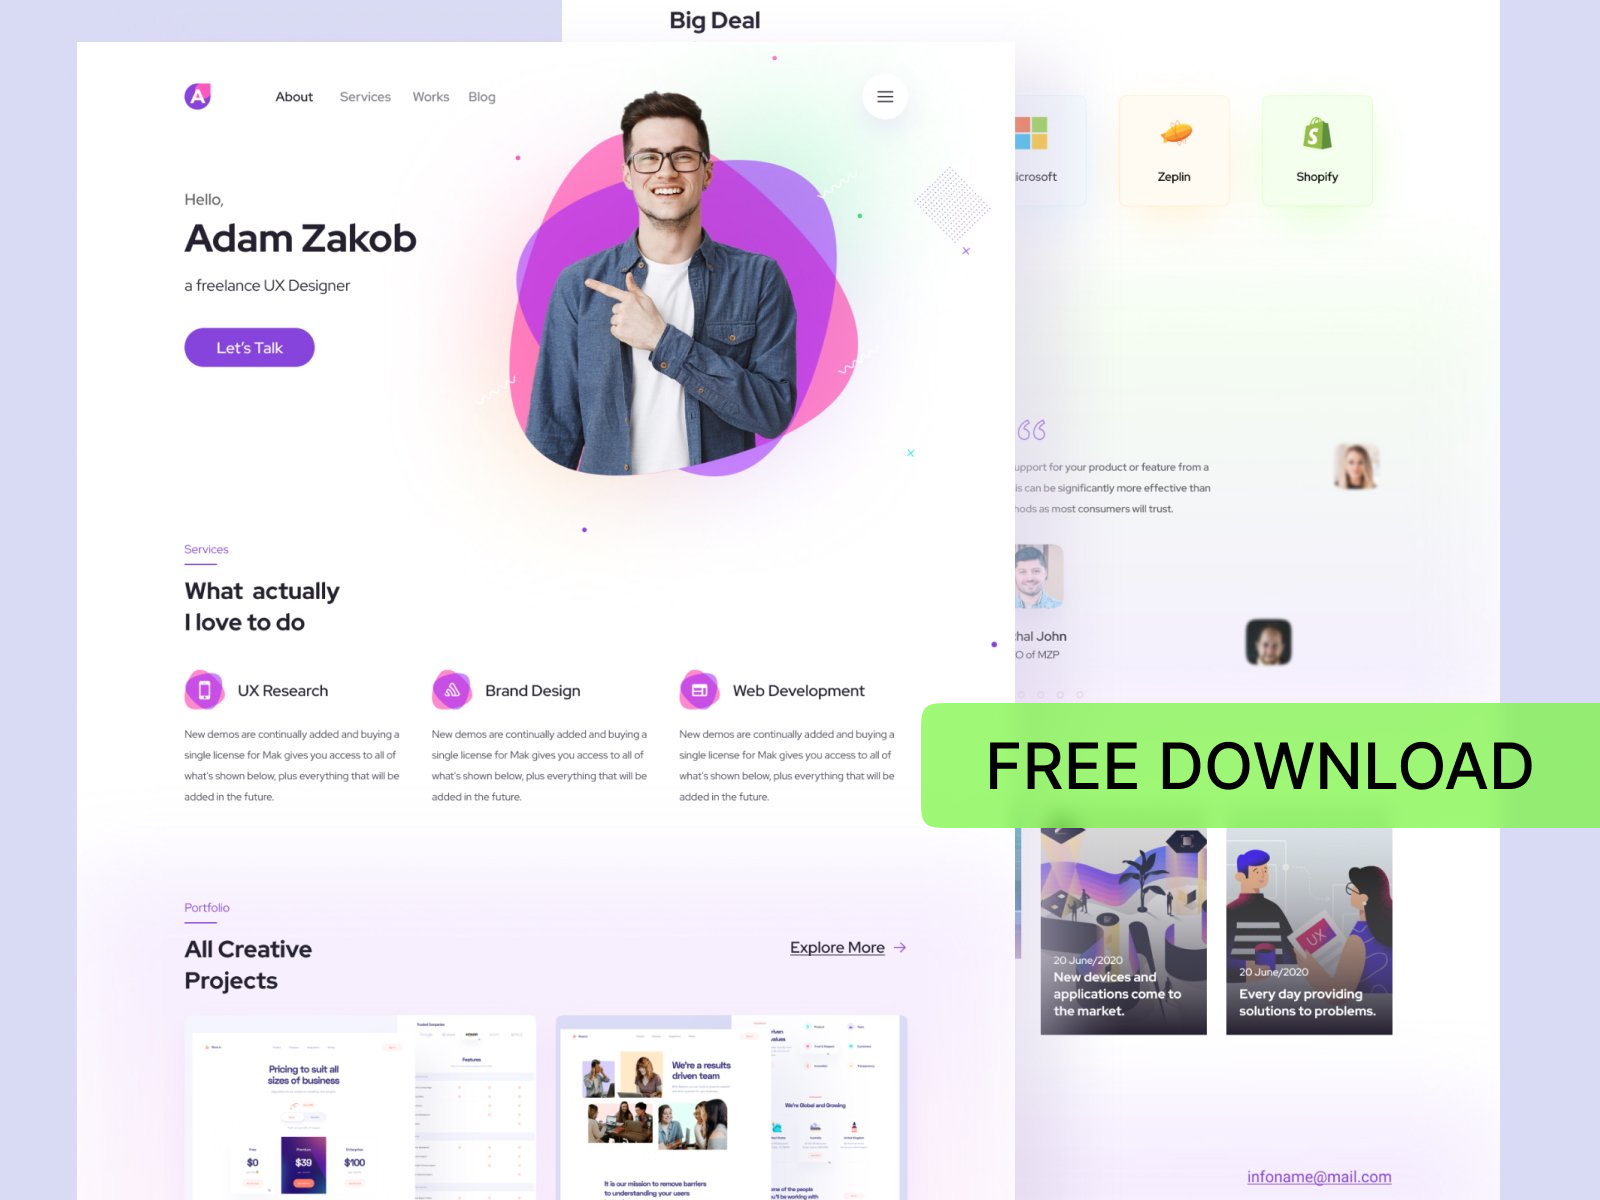 Big Deal
A
About
Services
Works
Blog
Hello,
Adam Zakob
a freelance UX Designer
Let's Talk
Services
What actually
I love to do
UX Research
New demos are continually added and buying a
single license for Mak gives you access to all of
what's shown below, plus everything that will be
added in the future.
Brand Design
New demos are continually added and buying a
single license for Mak gives you access to all of
what's shown below, plus everything that will be
added in the future.
Web Development
New demos are continually added and buying a
single license for Mak gives you access to all of
what's shown below, plus everything that will be
added in the future.
Portfolio
All Creative
Projects
Explore More
Trusted Companies
Features
Pricing to suit all
sizes of business
Free
$0
Premium
$39
Enterprise
$100
We're a results
driven team
We're Global and Growing
It is our mission to remove barriers
to understanding your users
icrosoft
Zeplin
Shopify
upport for your product or feature from a
is can be significantly more effective than
hods as most consumers will trust.
hal John
O of MZP
FREE DOWNLOAD
20 June/2020
New devices and
applications come to
the market.
UX
20 June/2020
Every day providing
solutions to problems.
infoname@mail.com